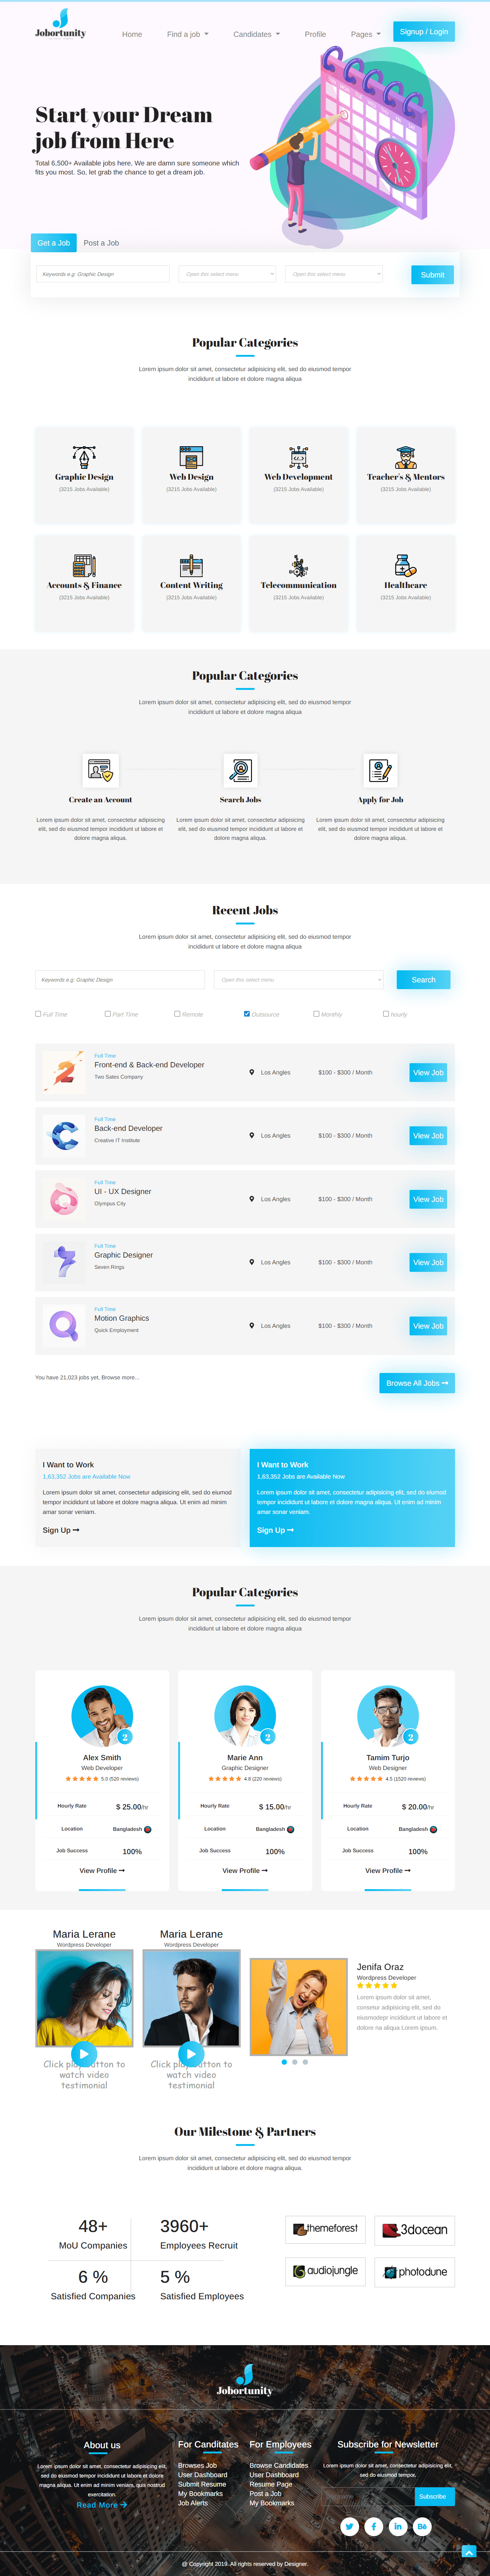 Jobortunity
Home
Find a job
Candidates
Profile
Pages
Signup / Login
Start your Dream
job from Here
Total 6,500+ Available jobs here, We are damn sure someone which
fits you most. So, let grab the chance to get a dream job.
Get a Job
Post a Job
Keywords e.g: Graphic Design
Open this select menu
Open this select menu
Submit
Popular Categories
Lorem ipsum dolor sit amet, consectetur adipisicing elit, sed do eiusmod tempor
incididunt ut labore et dolore magna aliqua
Graphic Design
(3215 Jobs Available)
Web Design
(3215 Jobs Available)
Web Development
(3215 Jobs Available)
Teacher's & Mentors
(3215 Jobs Available)
Accounts & Finance
(3215 Jobs Available)
Content Writing
(3215 Jobs Available)
Telecommunication
(3215 Jobs Available)
Healthcare
(3215 Jobs Available)
Popular Categories
Lorem ipsum dolor sit amet, consectetur adipisicing elit, sed do eiusmod tempor
incididunt ut labore et dolore magna aliqua
Create an Account
Lorem ipsum dolor sit amet, consectetur adipisicing
elit, sed do eiusmod tempor incididunt ut labore et
dolore magna aliqua.
Search Jobs
Lorem ipsum dolor sit amet, consectetur adipisicing
elit, sed do eiusmod tempor incididunt ut labore et
dolore magna aliqua.
Apply for Job
Lorem ipsum dolor sit amet, consectetur adipisicing
elit, sed do eiusmod tempor incididunt ut labore et
dolore magna aliqua.
Recent Jobs
Lorem ipsum dolor sit amet, consectetur adipisicing elit, sed do eiusmod tempor
incididunt ut labore et dolore magna aliqua
Keywords e.g: Graphic Design
Open this select menu
Search
Full Time
Part Time
Remote
Outsource
Monthly
hourly
Full Time
Front-end & Back-end Developer
Two Sales Company
Los Angles
$100 - $300 / Month
View Job
Full Time
Back-end Developer
Creative IT Institute
Los Angles
$100 - $300 / Month
View Job
Full Time
UI - UX Designer
Olympus City
Los Angles
$100 - $300 / Month
View Job
Full Time
Graphic Designer
Seven Rings
Los Angles
$100 - $300 / Month
View Job
Full Time
Motion Graphics
Quick Employment
Los Angles
$100 - $300 / Month
View Job
You have 21,023 jobs yet, Browse more...
Browse All Jobs
I Want to Work
1,63,352 Jobs are Available Now
Lorem ipsum dolor sit amet, consectetur adipisicing elit, sed do eiumod
tempor incididunt ut labore et dolore magna aliqua. Ut enim ad minim
amar sonar veniam.
Sign Up
I Want to Work
1,63,352 Jobs are Available Now
Lorem ipsum dolor sit amet, consectetur adipisicing elit, sed do eiumod
tempor incididunt ut labore et dolore magna aliqua. Ut enim ad minim
amar sonar veniam.
Sign Up
Popular Categories
Lorem ipsum dolor sit amet, consectetur adipisicing elit, sed do eiusmod tempor
incididunt ut labore et dolore magna aliqua
2
Alex Smith
Web Developer
5.0 (520 reviews)
Hourly Rate
$ 25.00/hr
Location
Bangladesh
Job Success
100%
View Profile
2
Marie Ann
Graphic Designer
4.8 (220 reviews)
Hourly Rate
$ 15.00/hr
Location
Bangladesh
Job Success
100%
View Profile
2
Tamim Turjo
Web Designer
4.5 (1520 reviews)
Hourly Rate
$ 20.00/hr
Location
Bangladesh
Job Success
100%
View Profile
Maria Lerane
Wordpress Developer
Click play button to
watch video
testimonial
Maria Lerane
Wordpress Developer
Click play button to
watch video
testimonial
Jenifa Oraz
Wordpress Developer
Lorem ipsum dolor sit amet,
consetur adipisicing elit, sed do
eiusmodepr incididunt ut labore et
dolore na aliqua Lorem ipsum.
Our Milestone & Partners
Lorem ipsum dolor sit amet, consectetur adipisicing elit, sed do eiusmod tempor
incididunt ut labore et dolore magna aliqua.
48+
MoU Companies
3960+
Employees Recruit
6 %
Satisfied Companies
5 %
Satisfied Employees
themeforest
3docean
audiojungle
photodune
Jobortunity
About us
Lorem ipsum dolor sit amet, consectetur adipisicing elit,
sed do eiusmod tempor incididunt ut labore et dolore
magna aliqua. Ut enim ad minim veniam, quis nostrud
exercitation.
Read More
For Canditates
Browses Job
User Dashboard
Submit Resume
My Bookmarks
Job Alerts
For Employees
Browse Candidates
User Dashboard
Resume Page
Post a Job
My Bookmarks
Subscribe for Newsletter
Lorem ipsum dolor sit amet, consectetur adipisicing elit,
sed do eiusmod tempor.
Subscribe
@ Copyright 2019. All rights reserved by Designer.